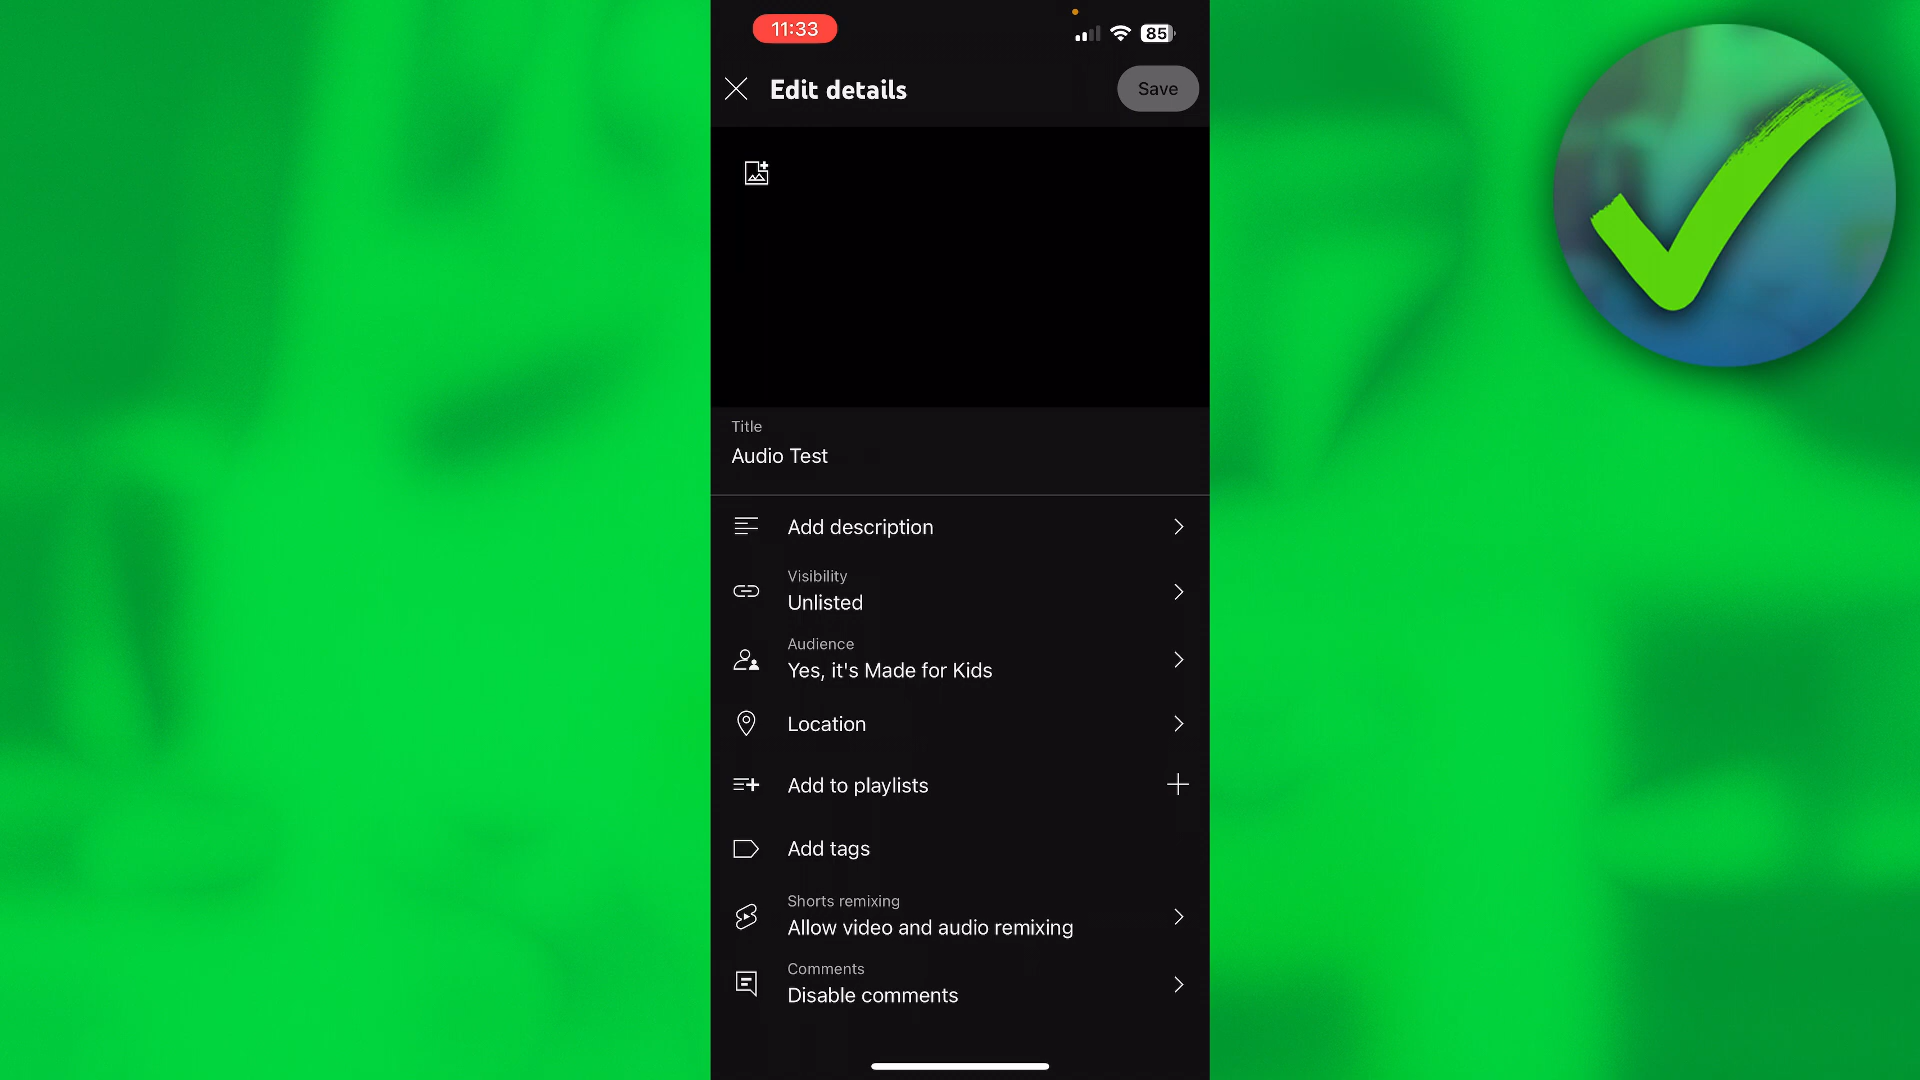 11:33
85
Edit details
Save
Title
Audio Test
Add description
Visibility
Unlisted
Audience
Yes, it's Made for Kids
Location
Add to playlists
Add tags
Shorts remixing
Allow video and audio remixing
Comments
Disable comments